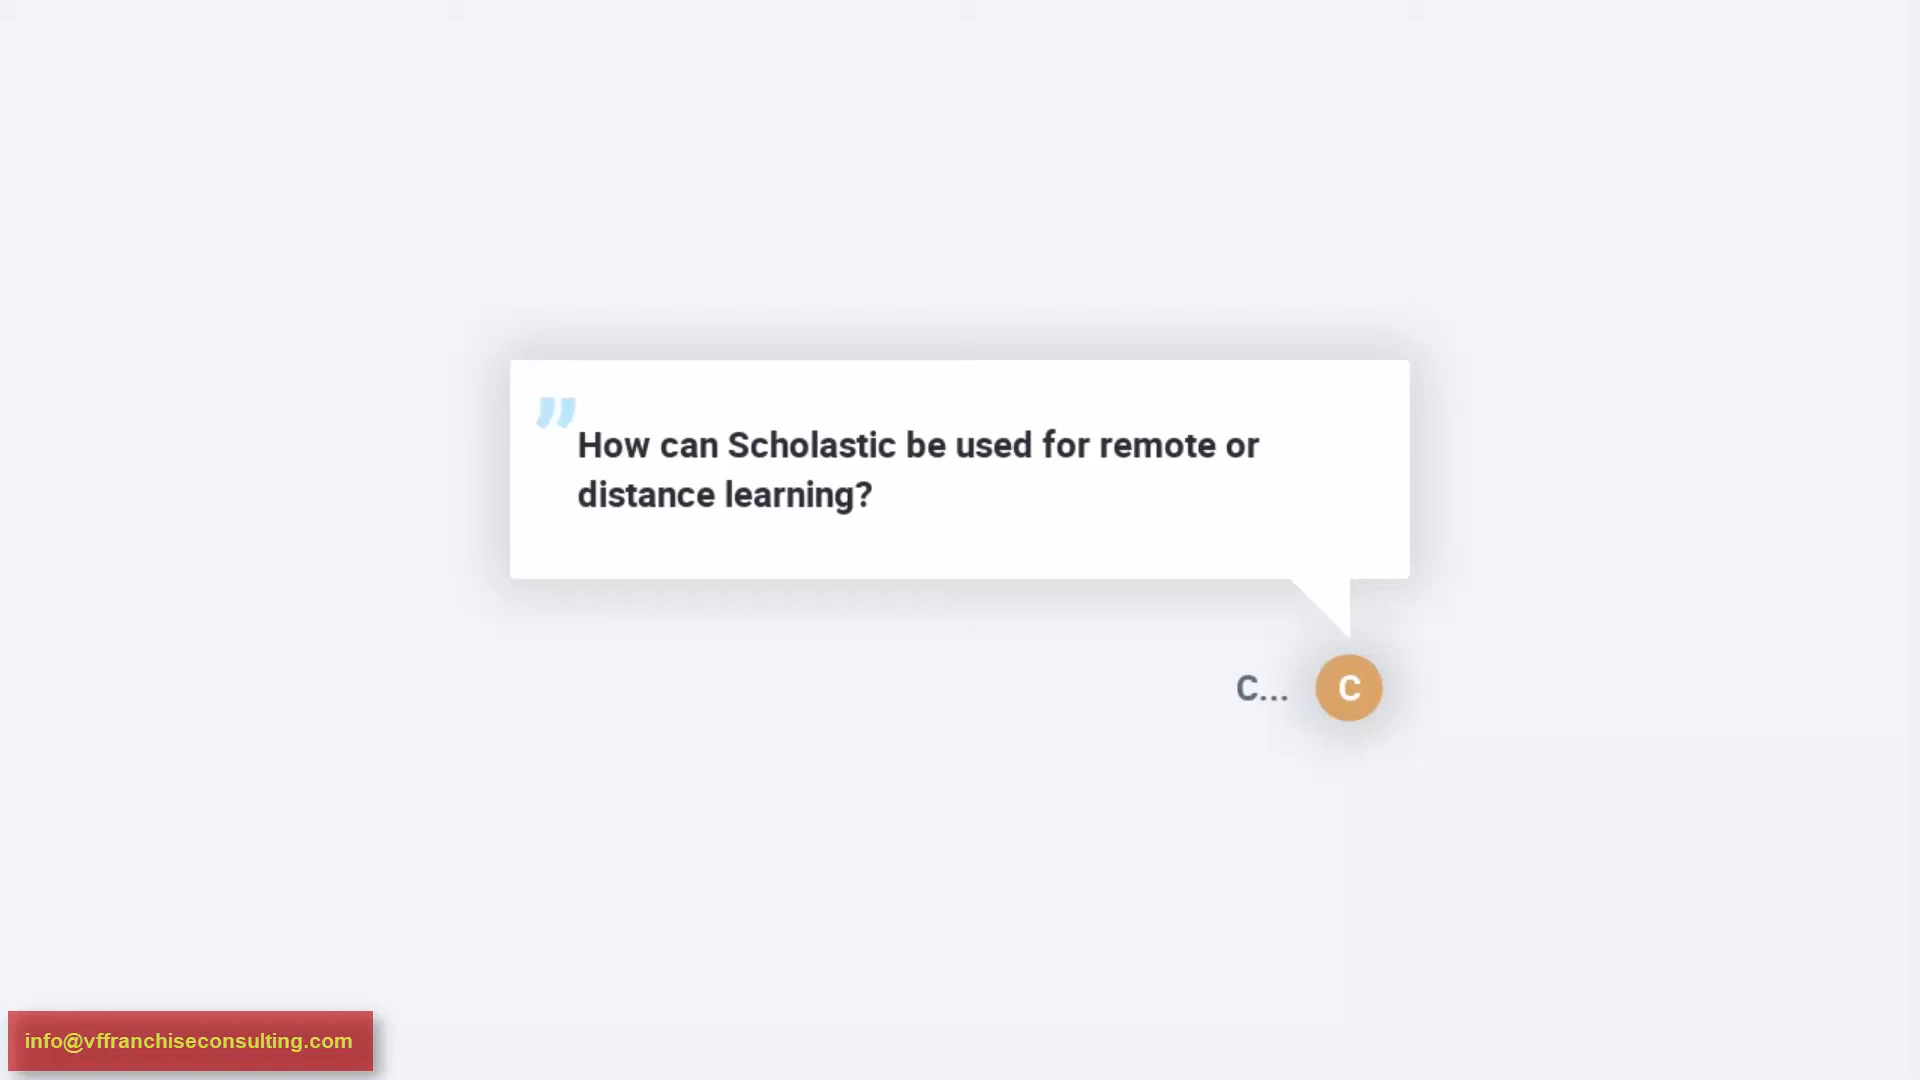 ”
How can Scholastic be used for remote or
distance learning?
C...
C
info@vffranchiseconsulting.com